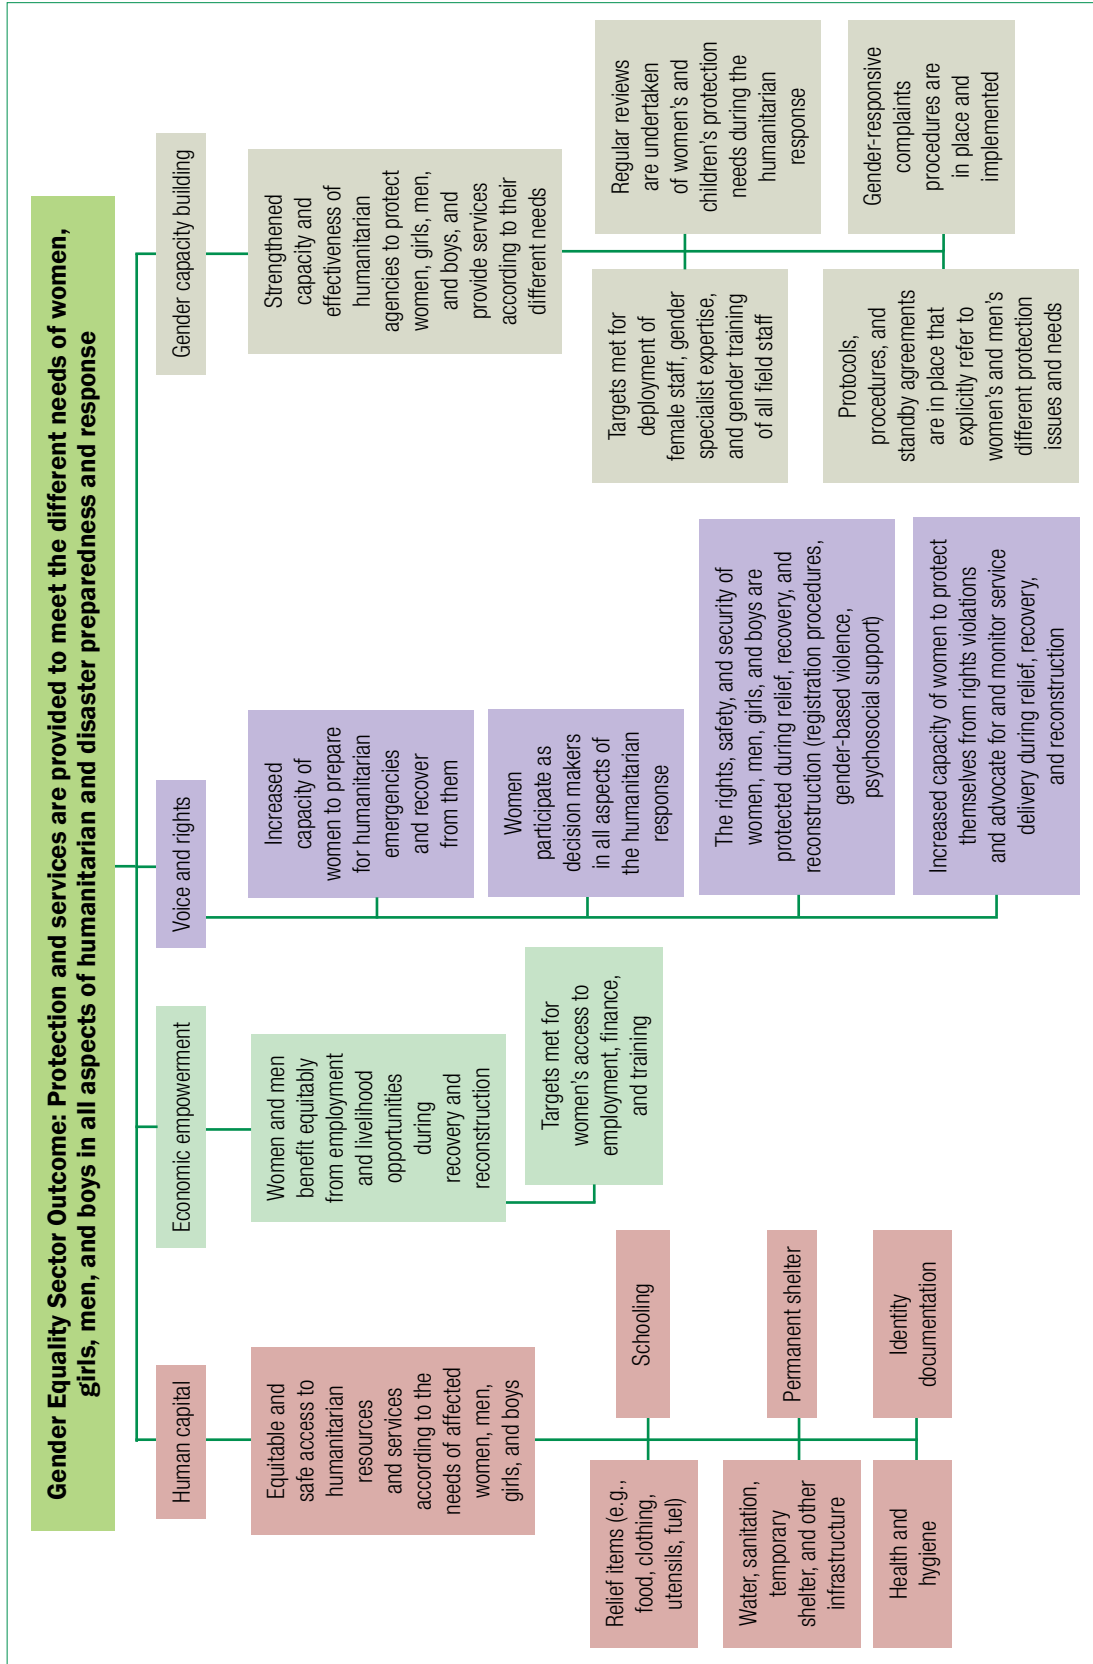 Gender Equality Sector Outcome: Protection and services are provided to meet the different needs of women,
girls, men, and boys in all aspects of humanitarian and disaster preparedness and response
Human capital
Equitable and
safe access to
humanitarian
resources
and services
according to the
needs of affected
women, men,
girls, and boys
Relief items (e.g.,
food, clothing,
utensils, fuel)
Schooling
Water, sanitation,
temporary
shelter, and other
infrastructure
Permanent shelter
Health and
hygiene
Identity
documentation
Economic empowerment
Women and men
benefit equitably
from employment
and livelihood
opportunities
during
recovery and
reconstruction
Targets met for
women’s access to
employment, finance,
and training
Voice and rights
Increased
capacity of
women to prepare
for humanitarian
emergencies
and recover
from them
Women
participate as
decision makers
in all aspects of
the humanitarian
response
The rights, safety, and security of
women, men, girls, and boys are
protected during relief, recovery, and
reconstruction (registration procedures,
gender-based violence,
psychosocial support)
Increased capacity of women to protect
themselves from rights violations
and advocate for and monitor service
delivery during relief, recovery,
and reconstruction
Gender capacity building
Strengthened
capacity and
effectiveness of
humanitarian
agencies to protect
women, girls, men,
and boys, and
provide services
according to their
different needs
Targets met for
deployment of
female staff, gender
specialist expertise,
and gender training
of all field staff
Regular reviews
are undertaken
of women’s and
children’s protection
needs during the
humanitarian
response
Protocols,
procedures, and
standby agreements
are in place that
explicitly refer to
women’s and men’s
different protection
issues and needs
Gender-responsive
complaints
procedures are
in place and
implemented